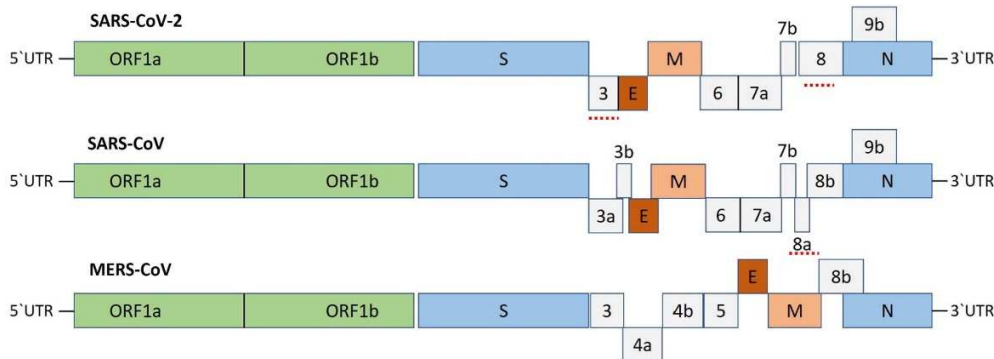 SARS-CoV-2
7b
9b
5`UTR ORF1a ORF1b S M 8 N 3`UTR
3 E 6 7a
SARS-CoV
3b 7b 9b
5`UTR ORF1a ORF1b S M 8b N 3`UTR
3a E 6 7a
8a
MERS-CoV
E 8b
5`UTR ORF1a ORF1b S 3 4b 5 M N 3`UTR
4a